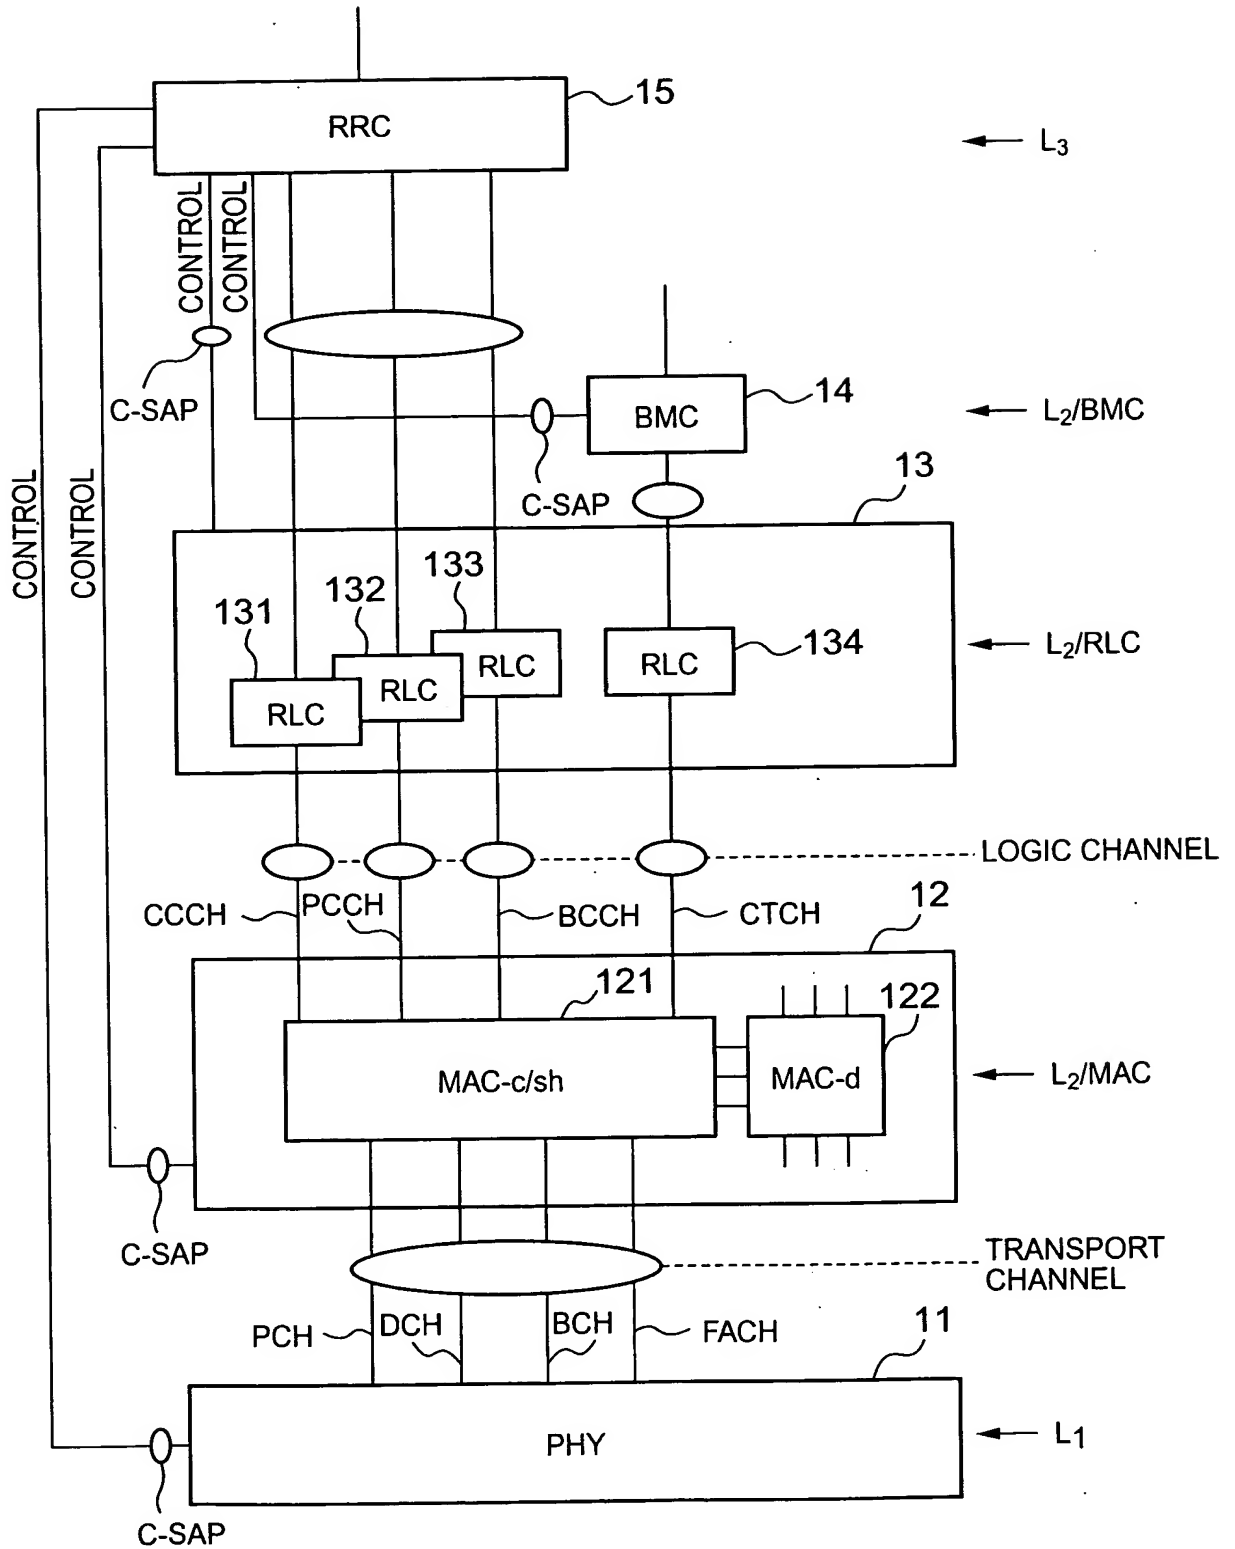 15
RRC
L3
CONTROL
CONTROL
C-SAP
14
BMC
L2/BMC
C-SAP
13
CONTROL
CONTROL
133
132
131
134
RLC
RLC
RLC
RLC
L2/RLC
LOGIC CHANNEL
CCCH
PCCH
BCCH
CTCH
12
121
122
MAC-c/sh
MAC-d
L2/MAC
C-SAP
TRANSPORT
CHANNEL
PCH
DCH
BCH
FACH
11
PHY
L1
C-SAP